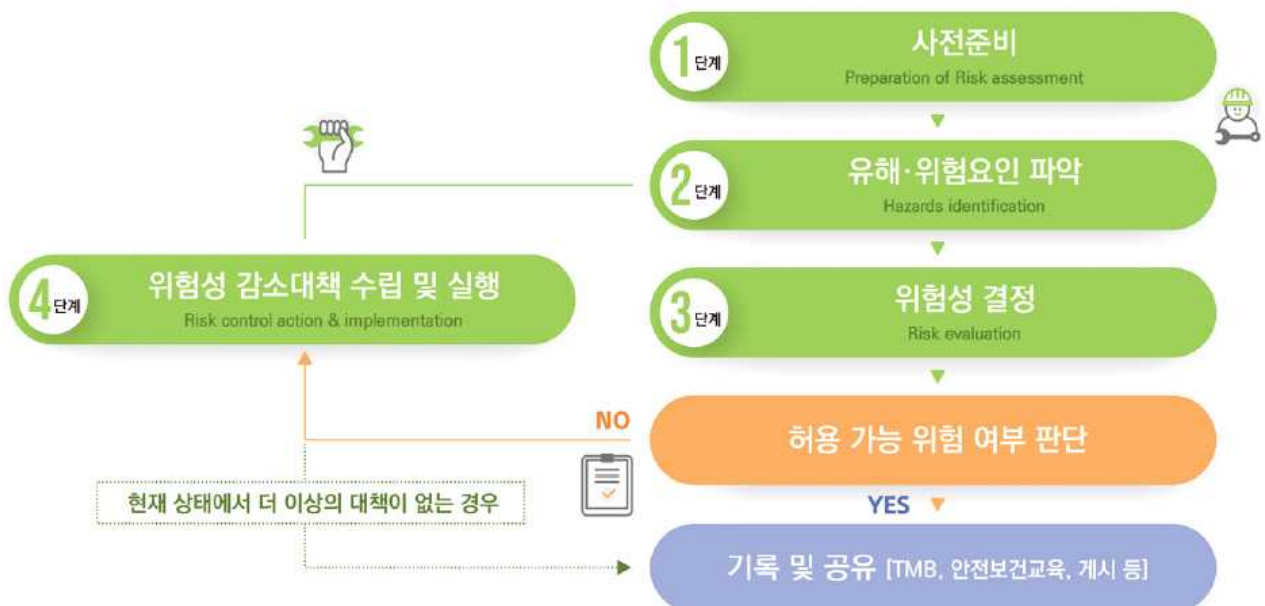 1단계
사전준비
Preparation of Risk assessment
2단계
유해·위험요인 파악
Hazards identification
3단계
위험성 결정
Risk evaluation
4단계
위험성 감소대책 수립 및 실행
Risk control action & implementation
NO
허용 가능 위험 여부 판단
현재 상태에서 더 이상의 대책이 없는 경우
YES
기록 및 공유 [TMB, 안전보건교육, 게시 등]